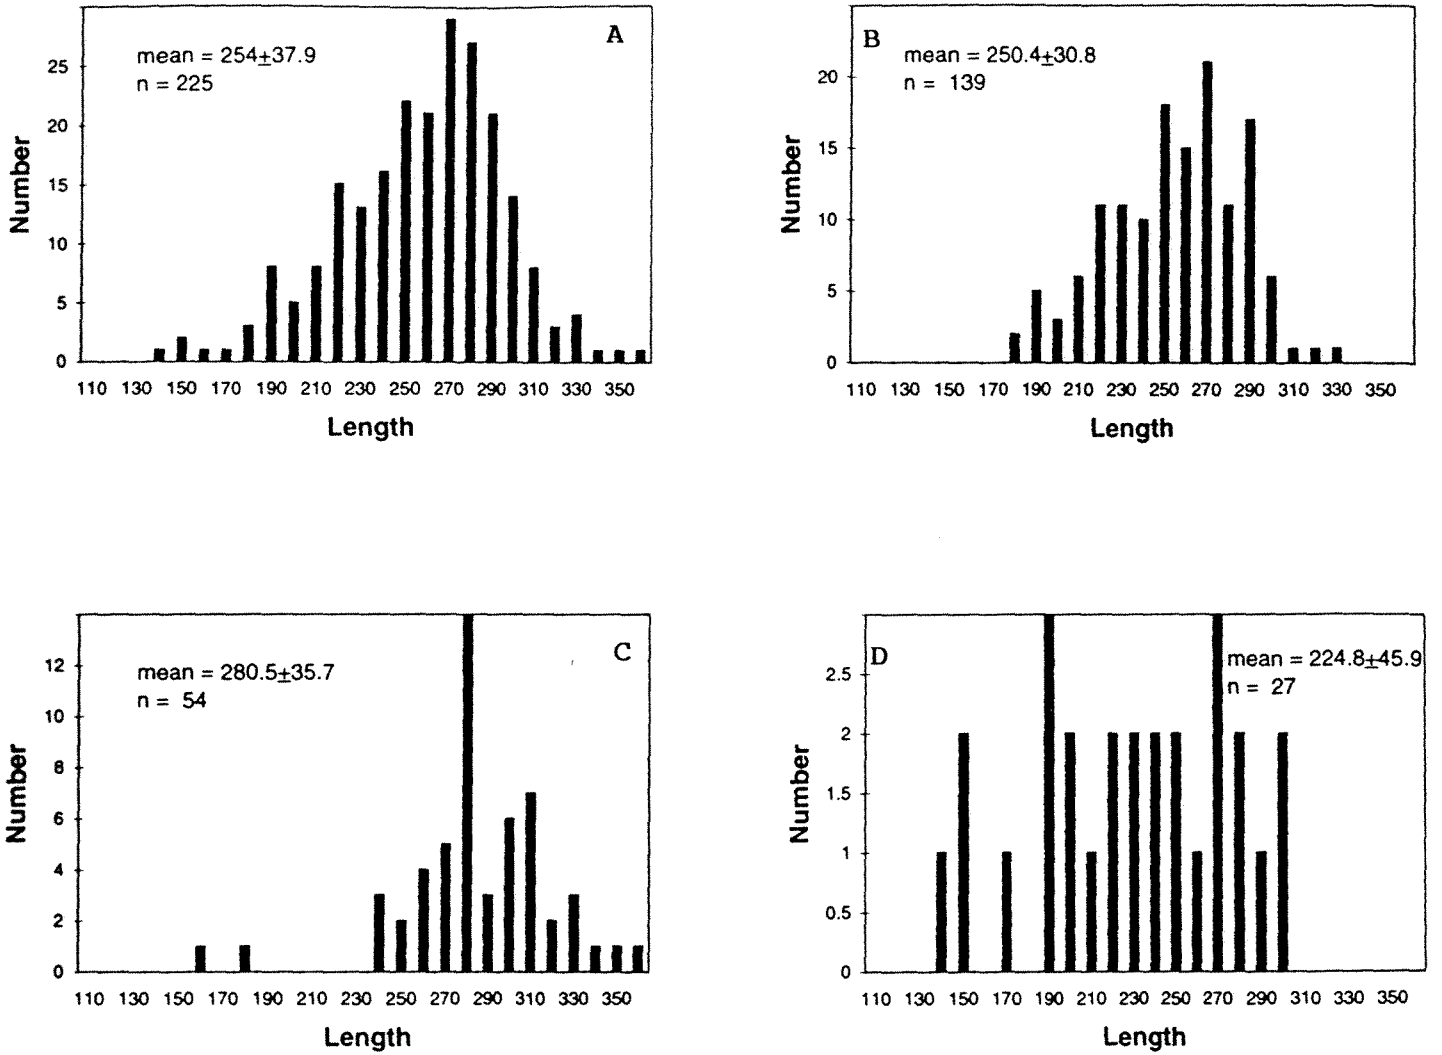 A
mean = 254±37.9
n = 225
25
20
15
10
5
0
Number
110 130 150 170 190 210 230 250 270 290 310 330 350
Length
B
mean = 250.4±30.8
n = 139
20
15
10
5
0
Number
110 130 150 170 190 210 230 250 270 290 310 330 350
Length
C
mean = 280.5±35.7
n = 54
12
10
8
6
4
2
0
Number
110 130 150 170 190 210 230 250 270 290 310 330 350
Length
D
mean = 224.8±45.9
n = 27
2.5
2
1.5
1
0.5
0
Number
110 130 150 170 190 210 230 250 270 290 310 330 350
Length